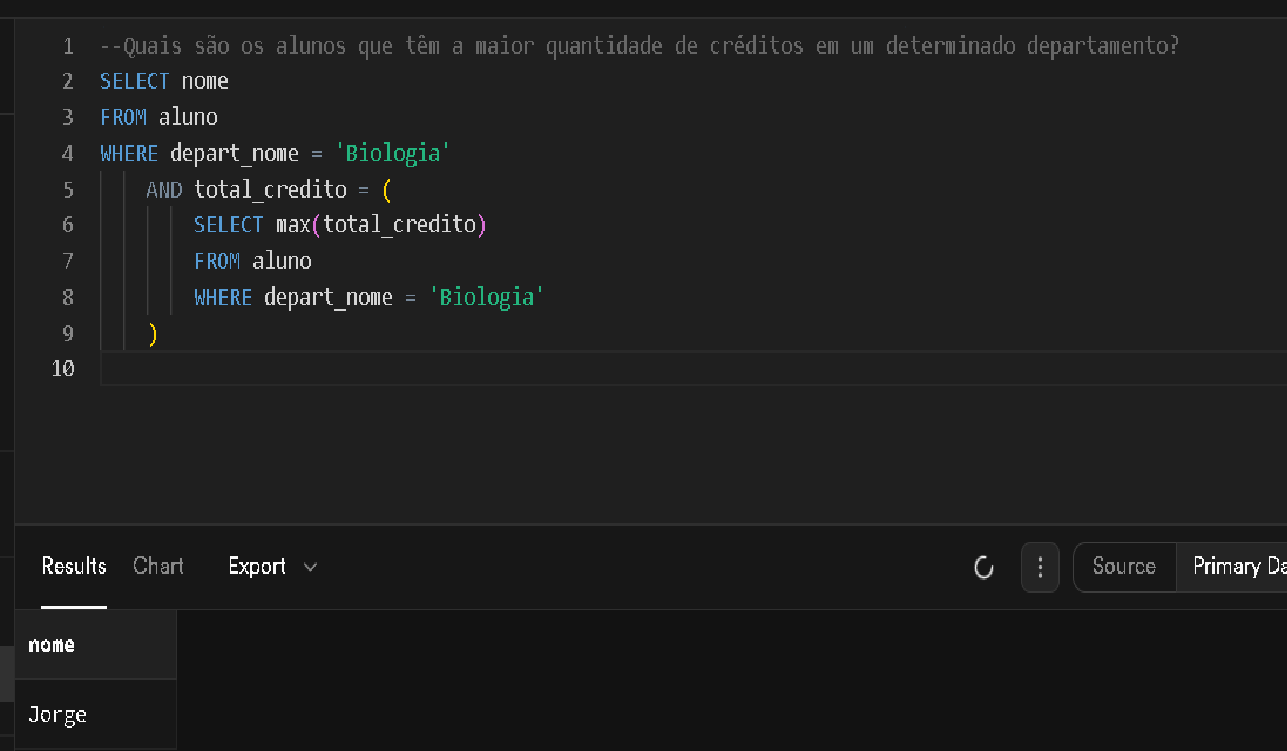 1 --Quais são os alunos que têm a maior quantidade de créditos em um determinado departamento?
2 SELECT nome
3 FROM aluno
4 WHERE depart_nome = 'Biologia'
5 AND total_credito = (
6 SELECT max(total_credito)
7 FROM aluno
8 WHERE depart_nome = 'Biologia'
9 )
10
Results Chart Export Source Primary Da
nome
Jorge